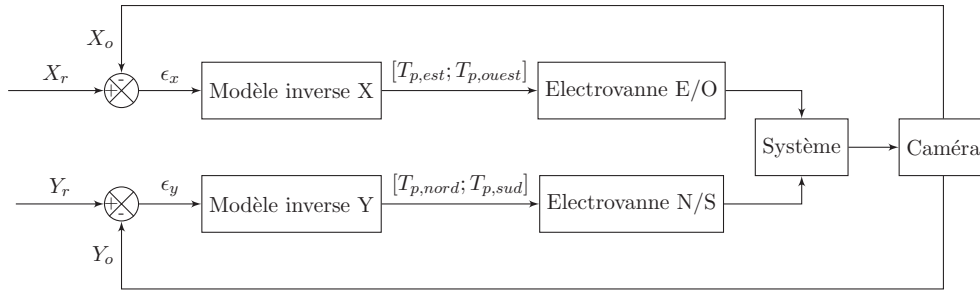 X_o
X_r
+
-
ϵ_x
Modèle inverse X
[T_{p,est}; T_{p,ouest}]
Electrovanne E/O
Système
Caméra
Y_r
+
-
ϵ_y
Modèle inverse Y
[T_{p,nord}; T_{p,sud}]
Electrovanne N/S
Y_o